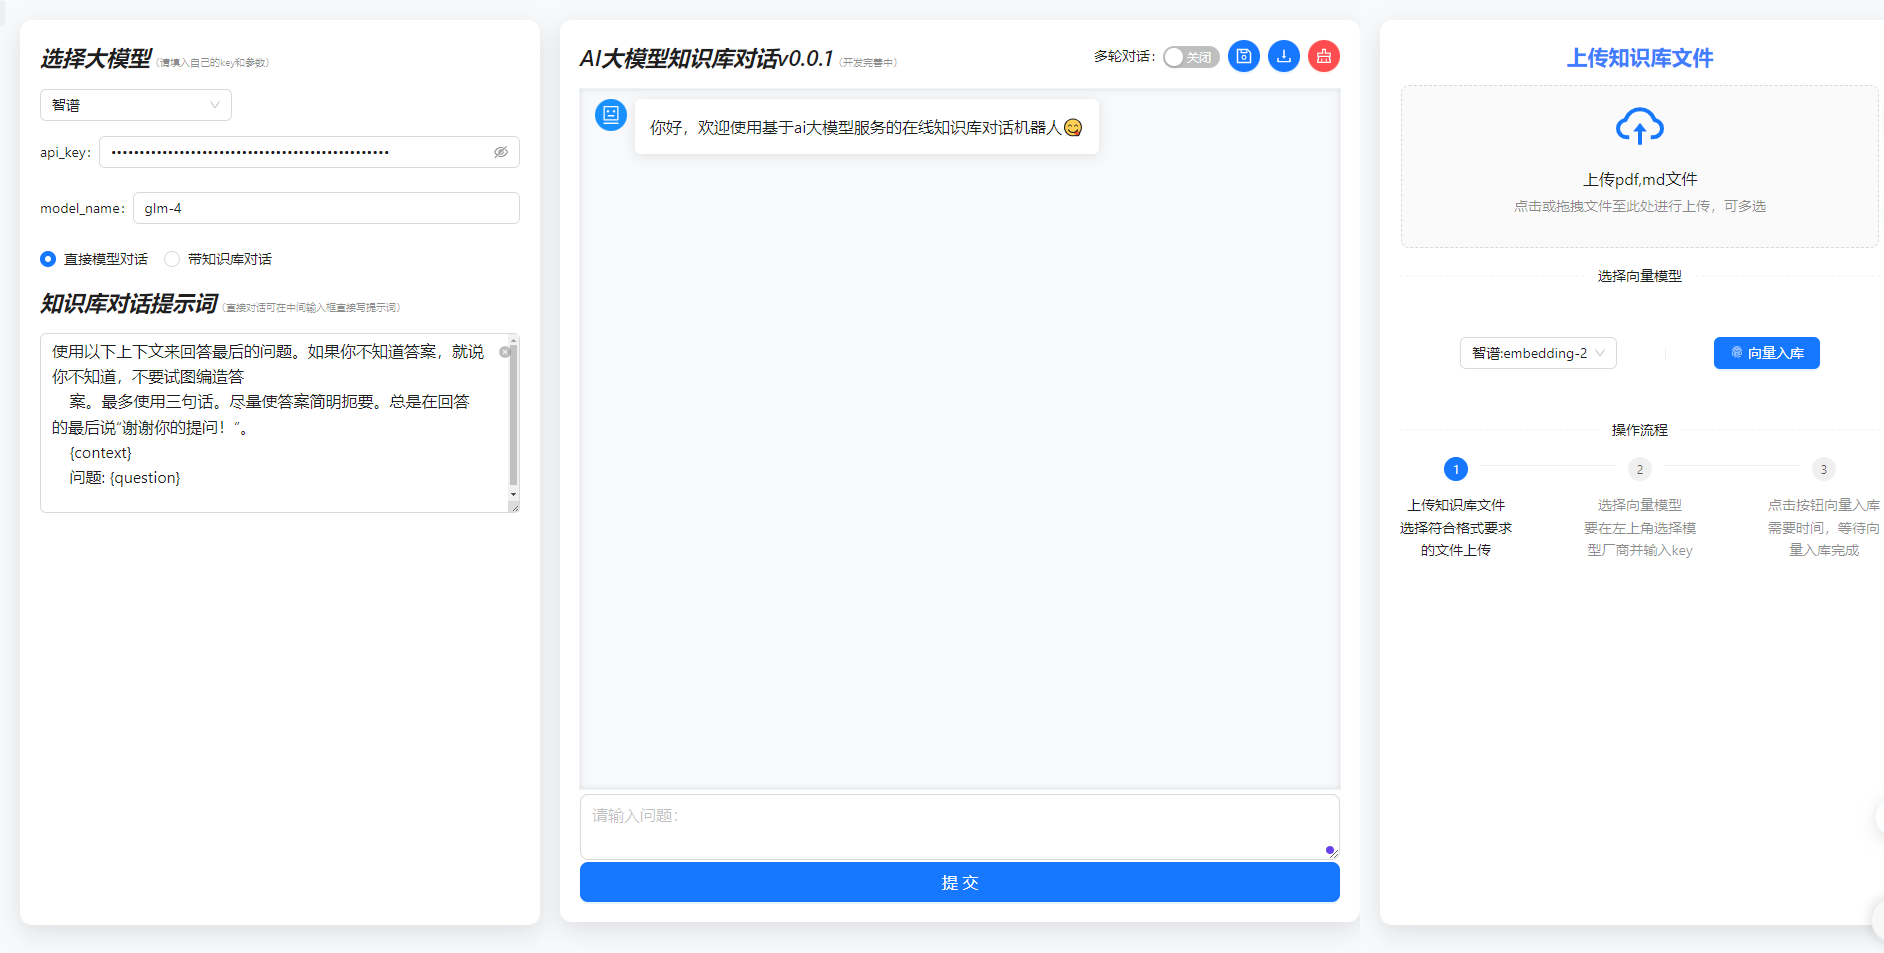 选择大模型（请填入自己的key和参数）
智谱
api_key：
model_name： glm-4
直接模型对话 带知识库对话
知识库对话提示词（直接对话可在中间输入框直接写提示词）
使用以下上下文来回答最后的问题。如果你不知道答案，就说
你不知道，不要试图编造答
案。最多使用三句话。尽量使答案简明扼要。总是在回答
的最后说“谢谢你的提问！”。
{context}
问题: {question}
AI大模型知识库对话v0.0.1（开发完善中）
多轮对话： 关闭
你好，欢迎使用基于ai大模型服务的在线知识库对话机器人😋
请输入问题：
提 交
上传知识库文件
上传pdf,md文件
点击或拖拽文件至此处进行上传，可多选
选择向量模型
智谱:embedding-2
向量入库
操作流程
1
上传知识库文件
选择符合格式要求
的文件上传
2
选择向量模型
要在左上角选择模
型厂商并输入key
3
点击按钮向量入库
需要时间，等待向
量入库完成